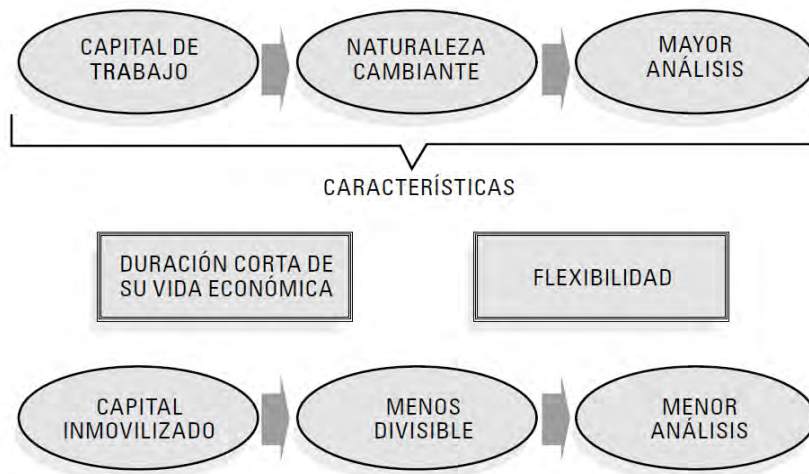 CAPITAL DE
TRABAJO
NATURALEZA
CAMBIANTE
MAYOR
ANÁLISIS
CARACTERÍSTICAS
DURACIÓN CORTA DE
SU VIDA ECONÓMICA
FLEXIBILIDAD
CAPITAL
INMOVILIZADO
MENOS
DIVISIBLE
MENOR
ANÁLISIS